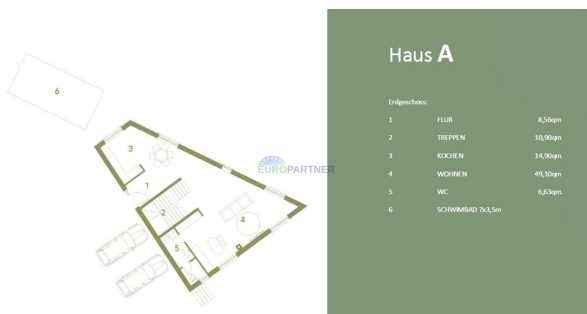 Haus A
Erdgeschoss:
1 FLUR 8,56qm
2 TREPPEN 10,90qm
3 KOCHEN 14,90qm
4 WOHNEN 49,10qm
5 WC 6,63qm.
6 SCHWIMBAD 7x3,5m
6
3
1
2
4
5
EUROPARTNER